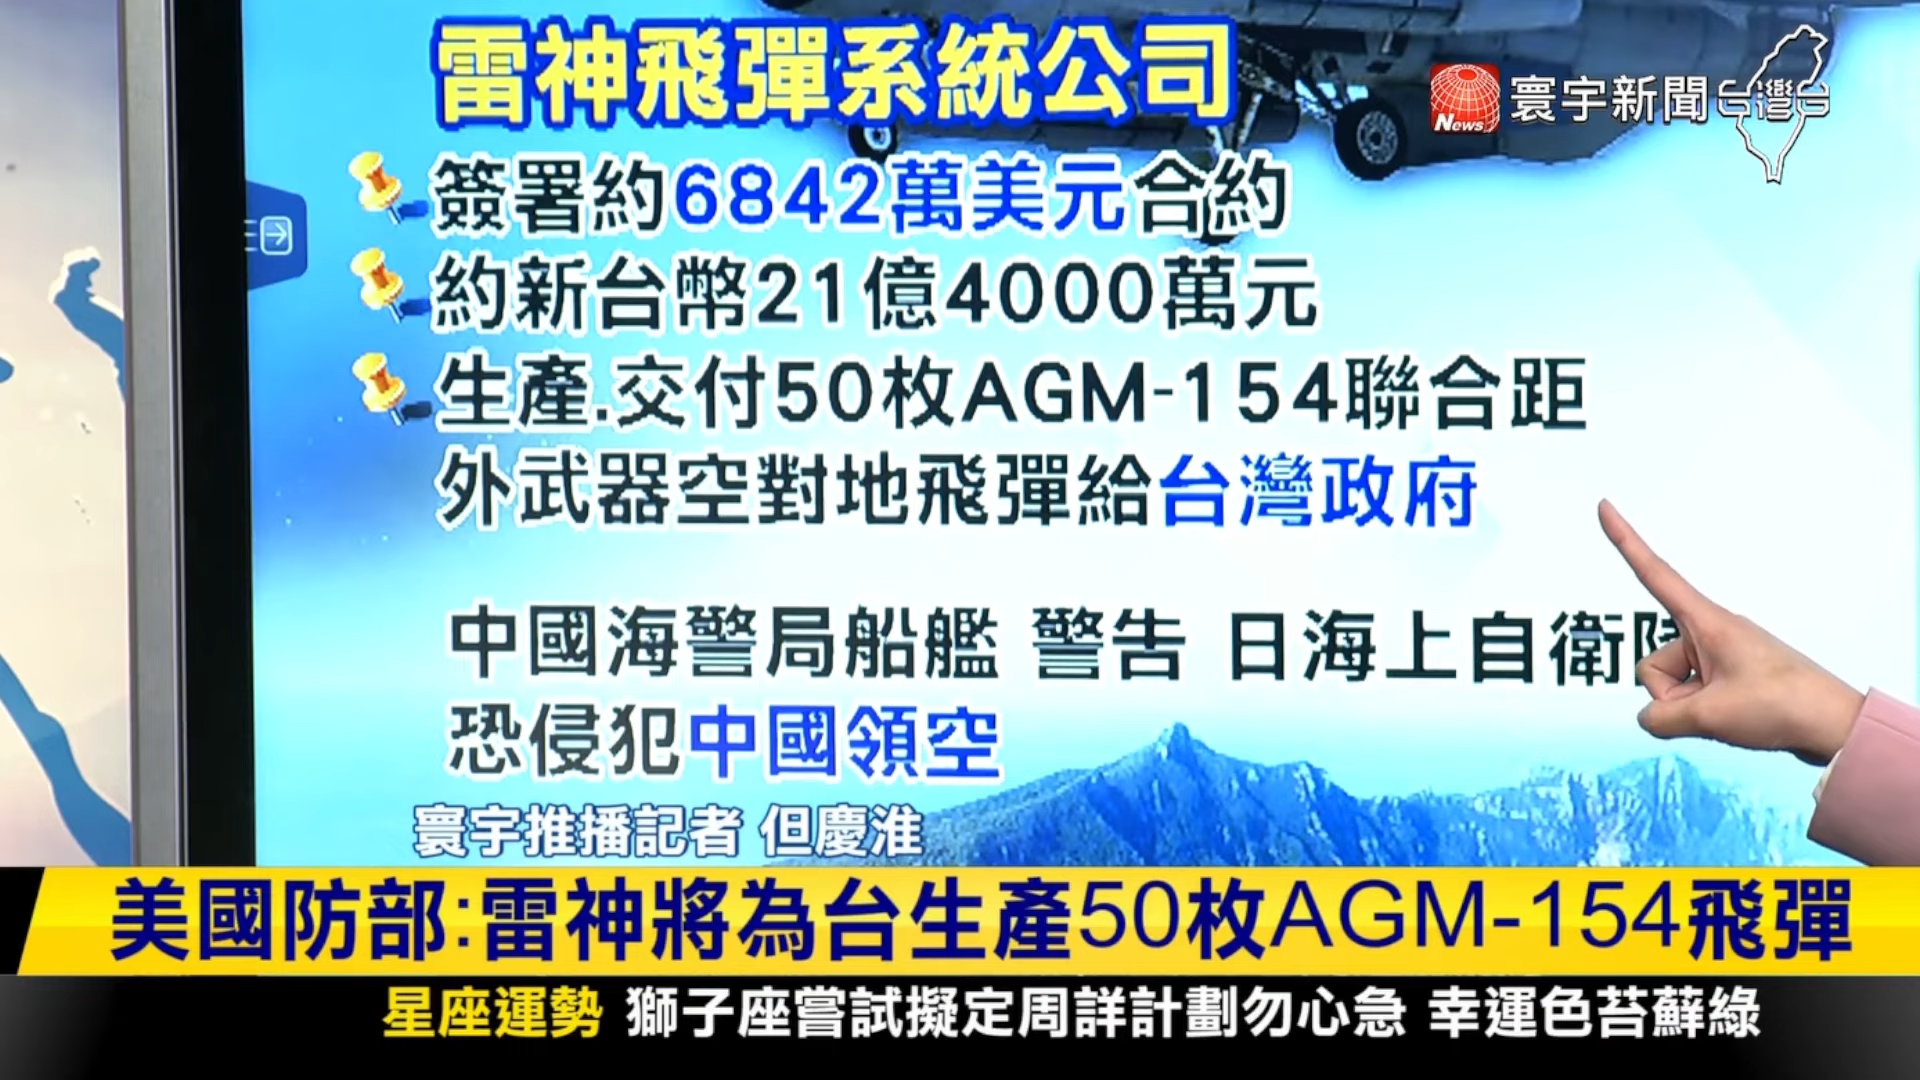 雷神飛彈系統公司
News 寰宇新聞 台灣台
簽署約6842萬美元合約
約新台幣21億4000萬元
生產.交付50枚AGM-154聯合距
外武器空對地飛彈給台灣政府
中國海警局船艦 警告 日海上自衛隊
恐侵犯中國領空
寰宇推播記者 但慶淮
美國防部:雷神將為台生產50枚AGM-154飛彈
星座運勢 獅子座嘗試擬定周詳計劃勿心急 幸運色苔蘚綠